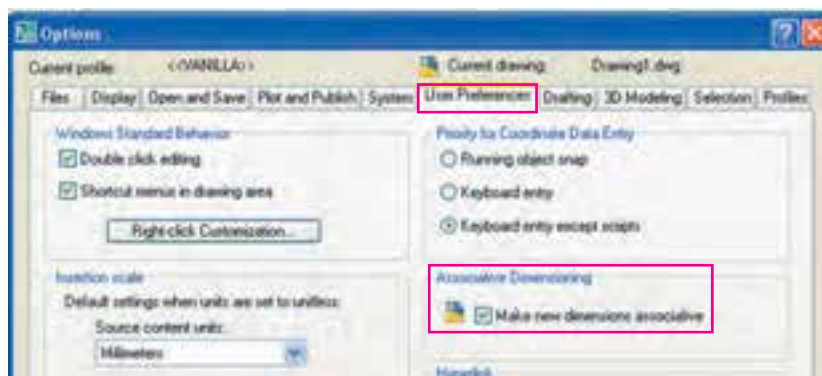 Options
Current profile: <<VANILLA>> Current drawing: Drawing1.dwg
Files Display Open and Save Plot and Publish System User Preferences Drafting 3D Modeling Selection Profiles
Windows Standard Behavior
Double click editing
Shortcut menus in drawing area
Right-click Customization...
Insertion scale
Default settings when units are set to unitless:
Source content units:
Millimeters
Priority for Coordinate Data Entry
Running object snap
Keyboard entry
Keyboard entry except scripts
Associative Dimensioning
Make new dimensions associative
Hyperlink